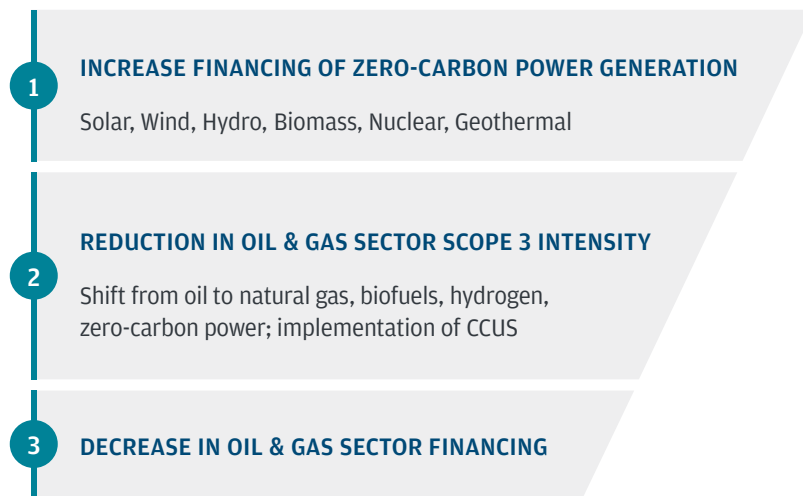 1
INCREASE FINANCING OF ZERO-CARBON POWER GENERATION
Solar, Wind, Hydro, Biomass, Nuclear, Geothermal
2
REDUCTION IN OIL & GAS SECTOR SCOPE 3 INTENSITY
Shift from oil to natural gas, biofuels, hydrogen,
zero-carbon power; implementation of CCUS
3
DECREASE IN OIL & GAS SECTOR FINANCING